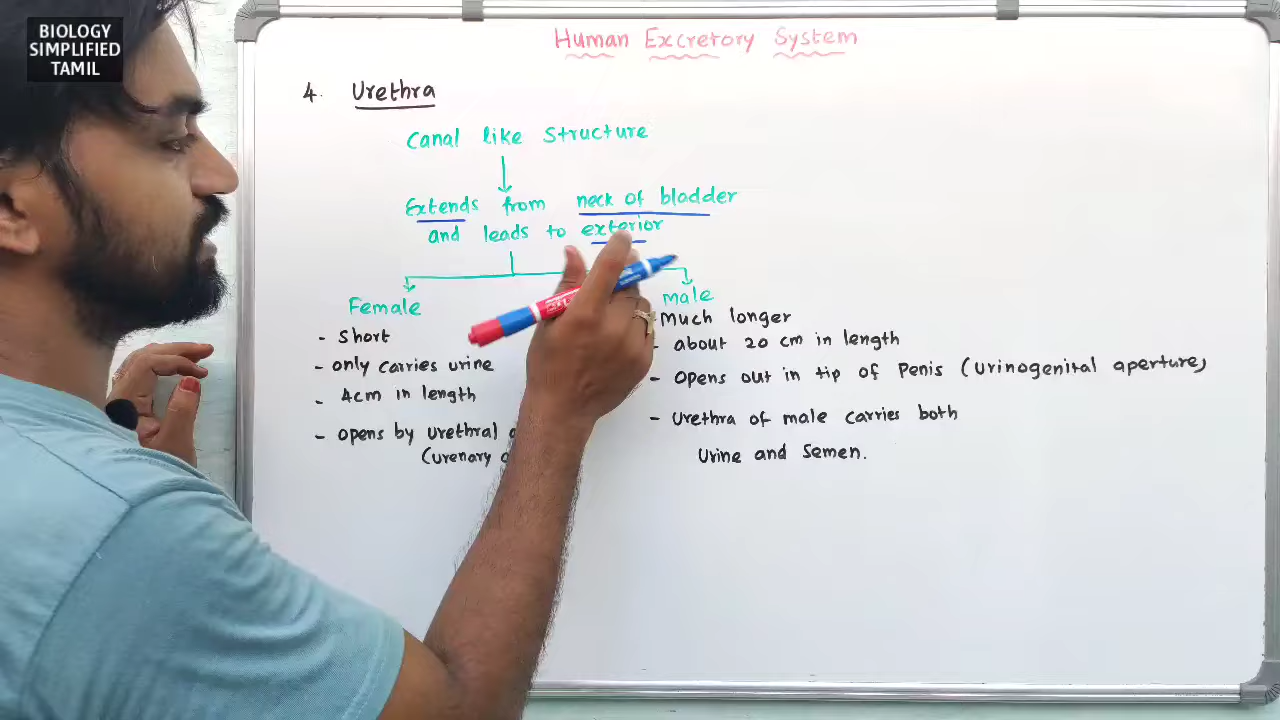 BIOLOGY
SIMPLIFIED
TAMIL
Human Excretory System
4. Urethra
Canal like structure
Extends from neck of bladder
and leads to exterior
Female
- Short
- only carries urine
- 4cm in length
- opens by urethral
(urenary
male
Much longer
- about 20 cm in length
- Opens out in tip of Penis (Urinogenital aperture)
- Urethra of male carries both
Urine and Semen.